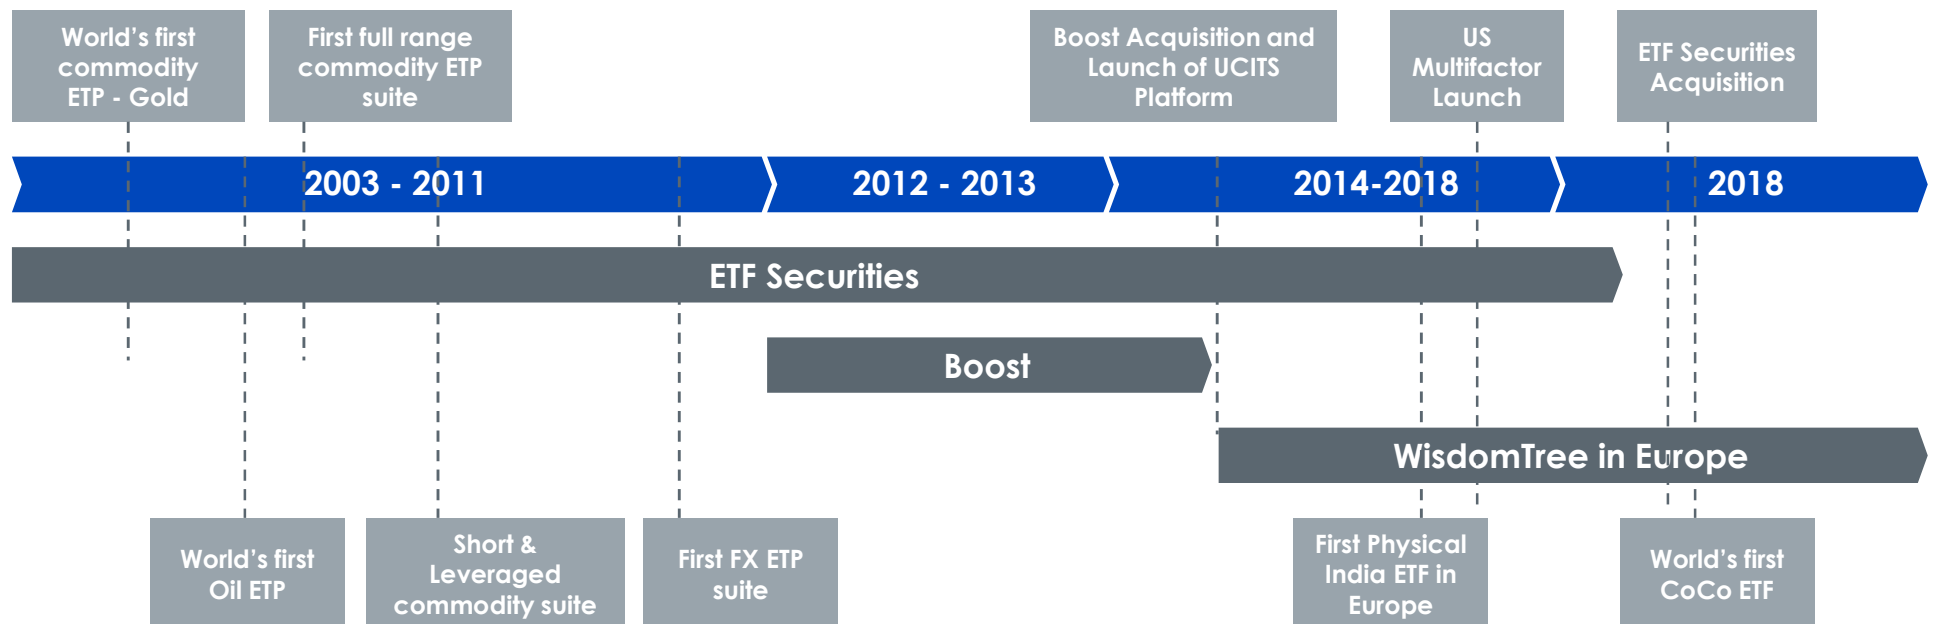 World’s first
commodity
ETP - Gold
First full range
commodity ETP
suite
Boost Acquisition and
Launch of UCITS
Platform
US
Multifactor
Launch
ETF Securities
Acquisition
2003 - 2011
2012 - 2013
2014-2018
2018
ETF Securities
Boost
WisdomTree in Europe
World’s first
Oil ETP
Short &
Leveraged
commodity suite
First FX ETP
suite
First Physical
India ETF in
Europe
World’s first
CoCo ETF